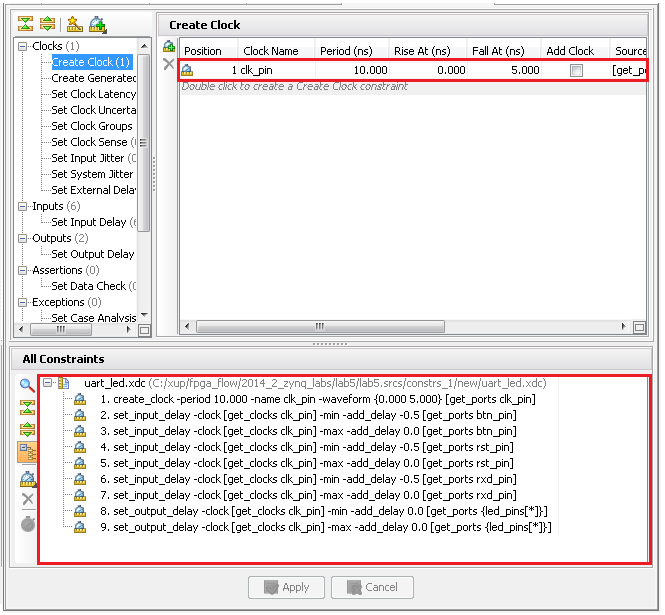 Create Clock
Clocks (1)
Create Clock (1)
Create Generated
Set Clock Latency
Set Clock Uncerta
Set Clock Groups
Set Clock Sense (
Set Input Jitter (
Set System Jitter
Set External Dela
Inputs (6)
Set Input Delay (6
Outputs (2)
Set Output Delay
Assertions (0)
Set Data Check (0
Exceptions (0)
Set Case Analysis
Position Clock Name Period (ns) Rise At (ns) Fall At (ns) Add Clock Source
1 clk_pin 10.000 0.000 5.000 [get_po
Double click to create a Create Clock constraint
All Constraints
uart_led.xdc (C:/xup/fpga_flow/2014_2_zynq_labs/lab5/lab5.srcs/constrs_1/new/uart_led.xdc)
1. create_clock -period 10.000 -name clk_pin -waveform {0.000 5.000} [get_ports clk_pin]
2. set_input_delay -clock [get_clocks clk_pin] -min -add_delay -0.5 [get_ports btn_pin]
3. set_input_delay -clock [get_clocks clk_pin] -max -add_delay 0.0 [get_ports btn_pin]
4. set_input_delay -clock [get_clocks clk_pin] -min -add_delay -0.5 [get_ports rst_pin]
5. set_input_delay -clock [get_clocks clk_pin] -max -add_delay 0.0 [get_ports rst_pin]
6. set_input_delay -clock [get_clocks clk_pin] -min -add_delay -0.5 [get_ports rxd_pin]
7. set_input_delay -clock [get_clocks clk_pin] -max -add_delay 0.0 [get_ports rxd_pin]
8. set_output_delay -clock [get_clocks clk_pin] -min -add_delay 0.0 [get_ports {led_pins[*]}]
9. set_output_delay -clock [get_clocks clk_pin] -max -add_delay 0.0 [get_ports {led_pins[*]}]
Apply Cancel